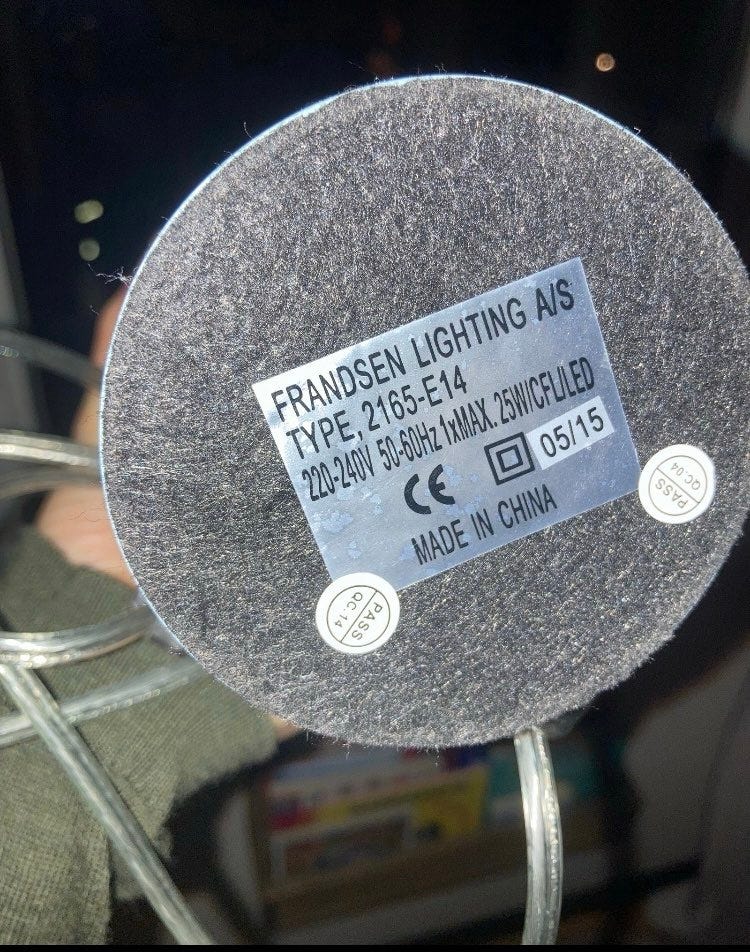 FRANDSEN LIGHTING A/S
TYPE, 2165-E14
220-240V 50-60Hz 1xMAX. 25W/CFL/LED
CE 05/15
MADE IN CHINA
PASS
QC.04
PASS
QC.14